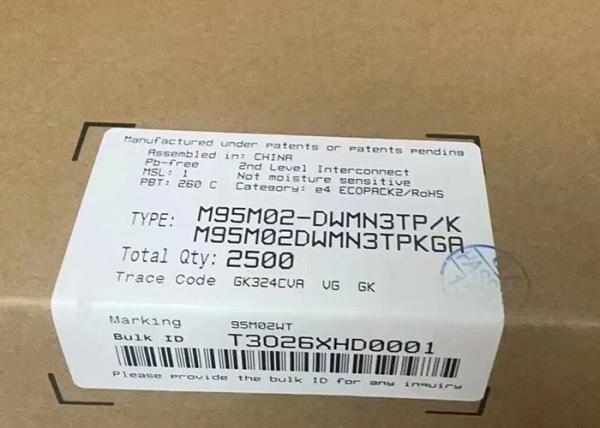 Manufactured under patents or patents pending
Assembled in: CHINA
Pb-free 2nd Level Interconnect
MSL: 1 Not moisture sensitive
PBT: 260 C Category: e4 ECOPACK2/RoHS
TYPE: M95M02-DWMN3TP/K
M95M02DWMN3TPKGA
Total Qty: 2500
Trace Code GK324CVA VG GK
Marking 95M02WT
Bulk ID T3026XHD0001
Please provide the bulk ID for any inquiry